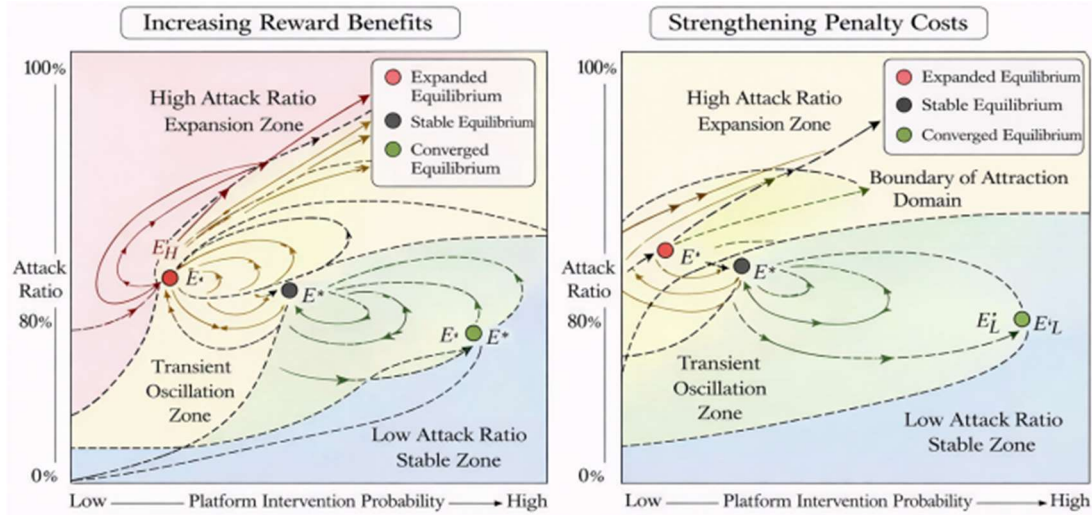 Increasing Reward Benefits
100%
Attack
Ratio
80%
0%
High Attack Ratio
Expansion Zone
Expanded
Equilibrium
Stable Equilibrium
Converged
Equilibrium
E*
E*
E*
Transient
Oscillation
Zone
Low Attack Ratio
Stable Zone
Low
Platform Intervention Probability
High
Strengthening Penalty Costs
100%
Attack
Ratio
80%
0%
High Attack Ratio
Expansion Zone
Expanded Equilibrium
Stable Equilibrium
Converged Equilibrium
Boundary of Attraction
Domain
E*
Transient
Oscillation
Zone
Low Attack Ratio
Stable Zone
Low
Platform Intervention Probability
High